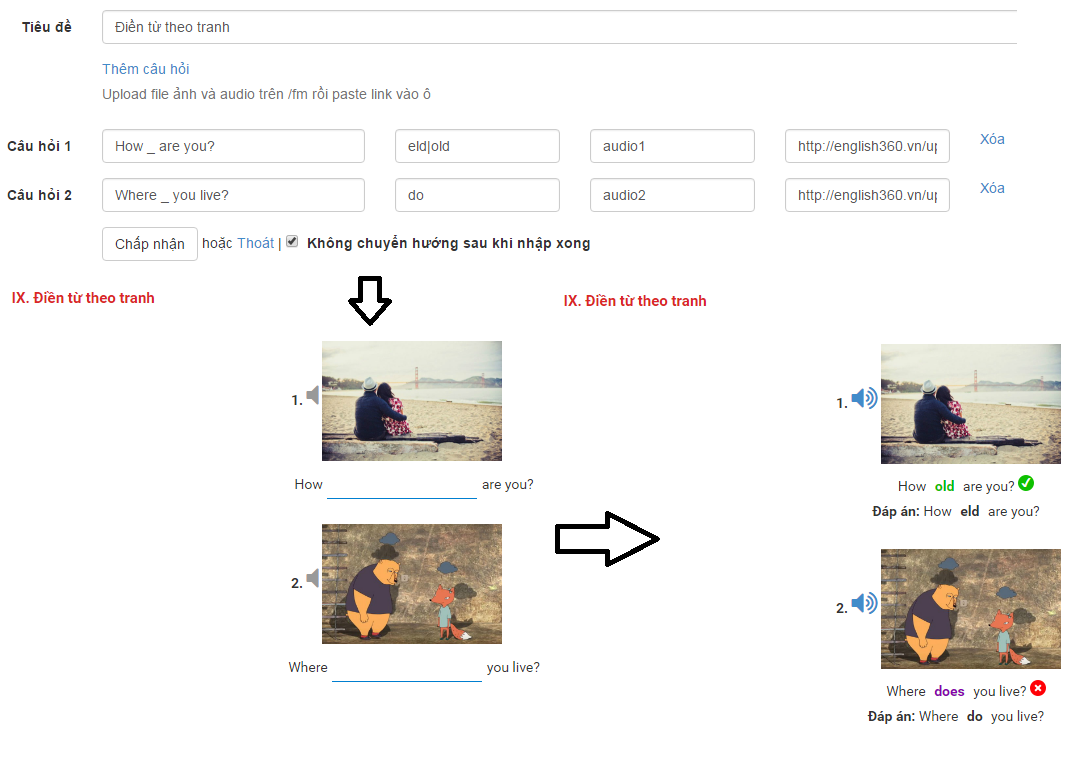 Tiêu đề Điền từ theo tranh
Thêm câu hỏi
Upload file ảnh và audio trên /fm rồi paste link vào ô
Câu hỏi 1 How _ are you? eld|old audio1 http://english360.vn/up Xóa
Câu hỏi 2 Where _ you live? do audio2 http://english360.vn/up Xóa
Chấp nhận hoặc Thoát | Không chuyển hướng sau khi nhập xong
IX. Điền từ theo tranh
1.
How are you?
2.
Where you live?
IX. Điền từ theo tranh
1.
How old are you?
Đáp án: How eld are you?
2.
Where does you live?
Đáp án: Where do you live?